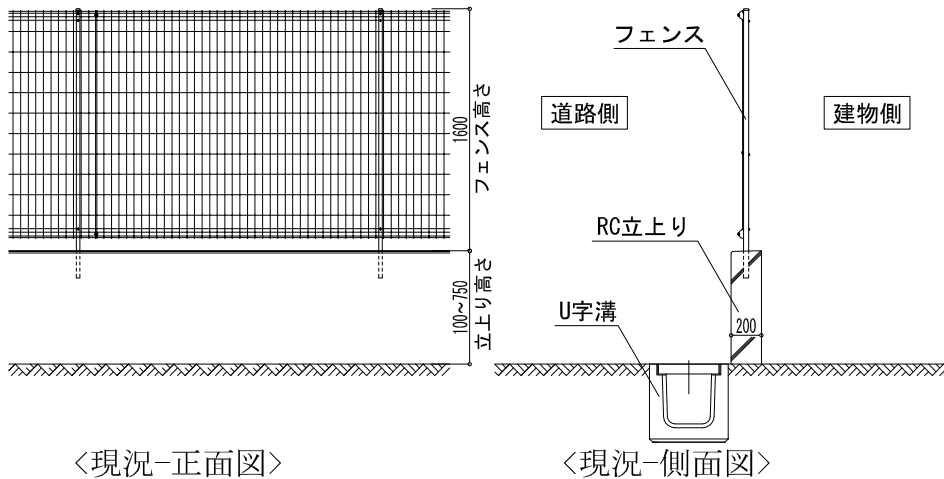 1600
フェンス高さ
100~750
立上り高さ
<現況-正面図>
フェンス
道路側
建物側
RC立上り
U字溝
200
<現況-側面図>